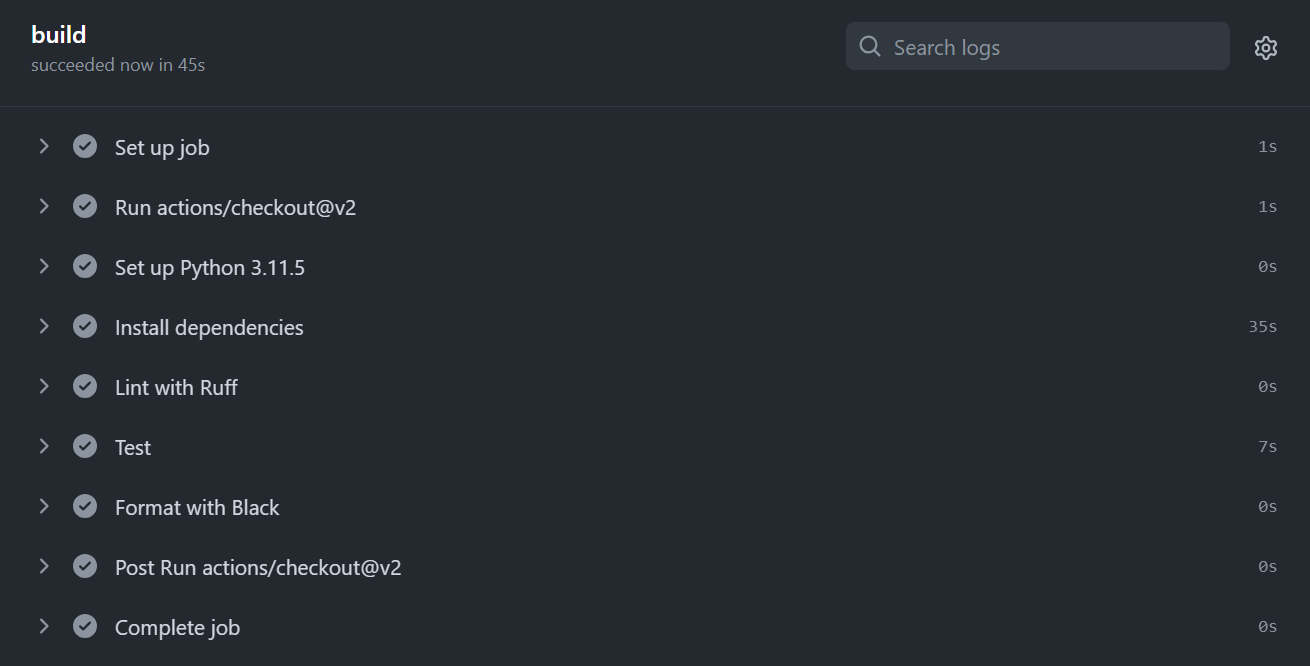 build
succeeded now in 45s
Search logs
Set up job 1s
Run actions/checkout@v2 1s
Set up Python 3.11.5 0s
Install dependencies 35s
Lint with Ruff 0s
Test 7s
Format with Black 0s
Post Run actions/checkout@v2 0s
Complete job 0s